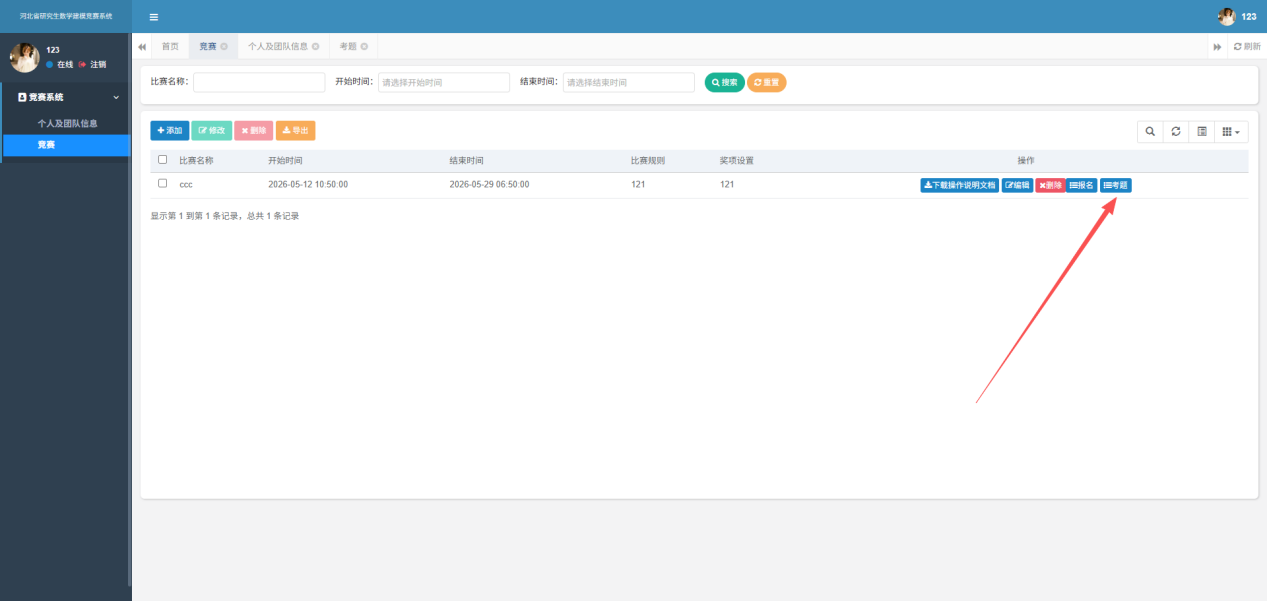 河北省研究生数学建模竞赛系统
123
123
在线 注销
竞赛系统
个人及团队信息
竞赛
首页 竞赛 个人及团队信息 考题 刷新
比赛名称： 开始时间： 请选择开始时间 结束时间： 请选择结束时间 搜索 重置
添加 修改 删除 导出
比赛名称 开始时间 结束时间 比赛规则 奖项设置 操作
ccc 2026-05-12 10:50:00 2026-05-29 06:50:00 121 121 下载操作说明文档 编辑 删除 报名 考题
显示第 1 到第 1 条记录，总共 1 条记录